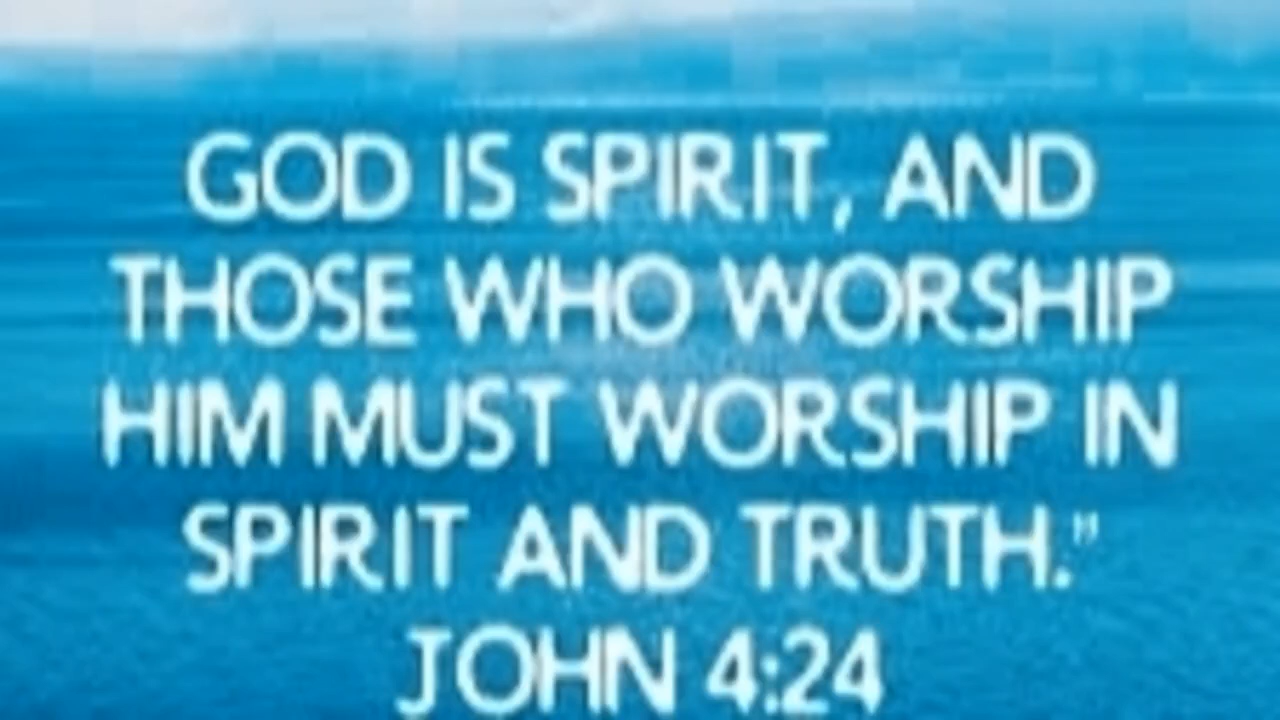 GOD IS SPIRIT, AND
THOSE WHO WORSHIP
HIM MUST WORSHIP IN
SPIRIT AND TRUTH.”
JOHN 4:24